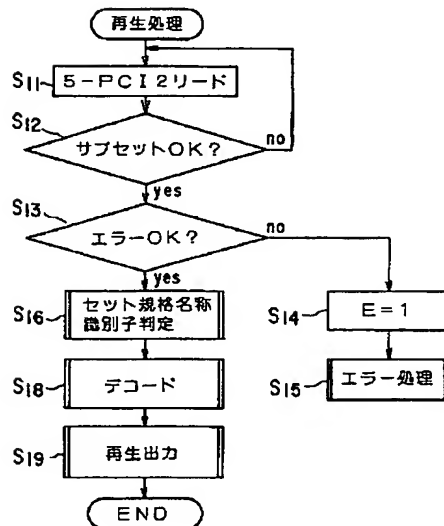 再生処理
S11
5-PCI2リード
S12
サブセットOK?
no
yes
S13
エラーOK?
no
yes
S16
セット規格名称
識別子判定
S14
E=1
S18
デコード
S15
エラー処理
S19
再生出力
END